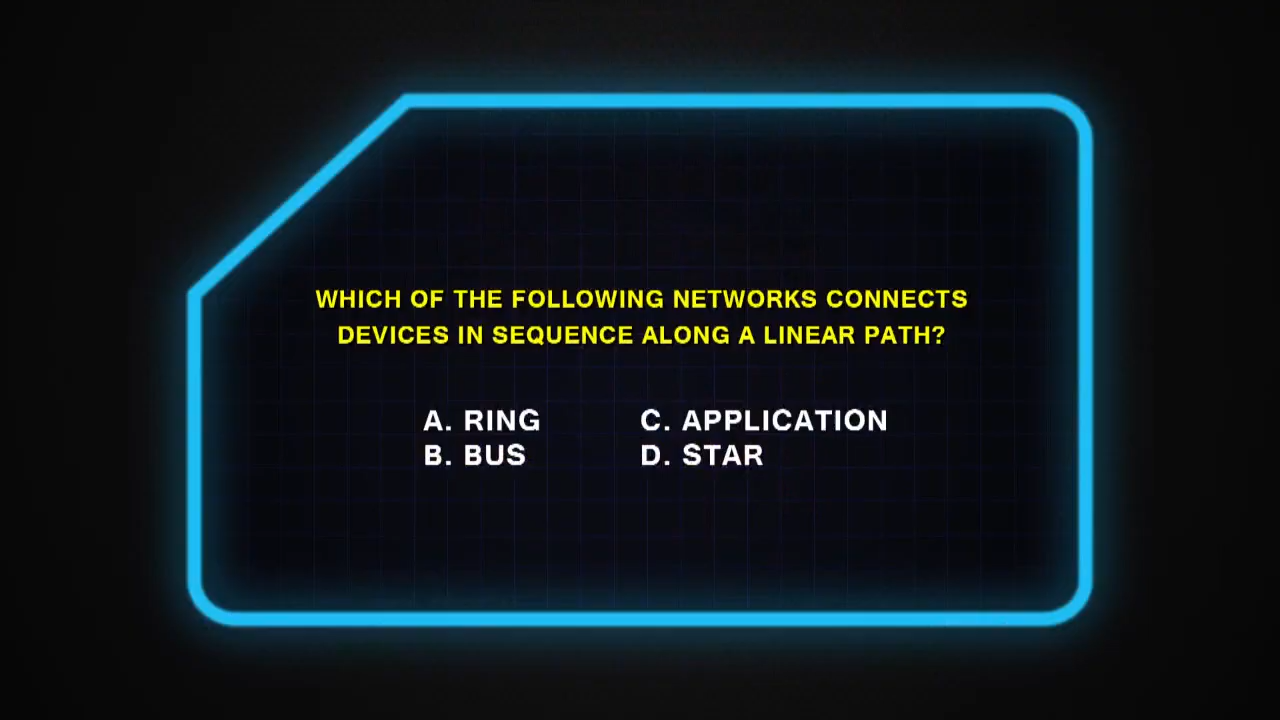 WHICH OF THE FOLLOWING NETWORKS CONNECTS
DEVICES IN SEQUENCE ALONG A LINEAR PATH?
A. RING
B. BUS
C. APPLICATION
D. STAR